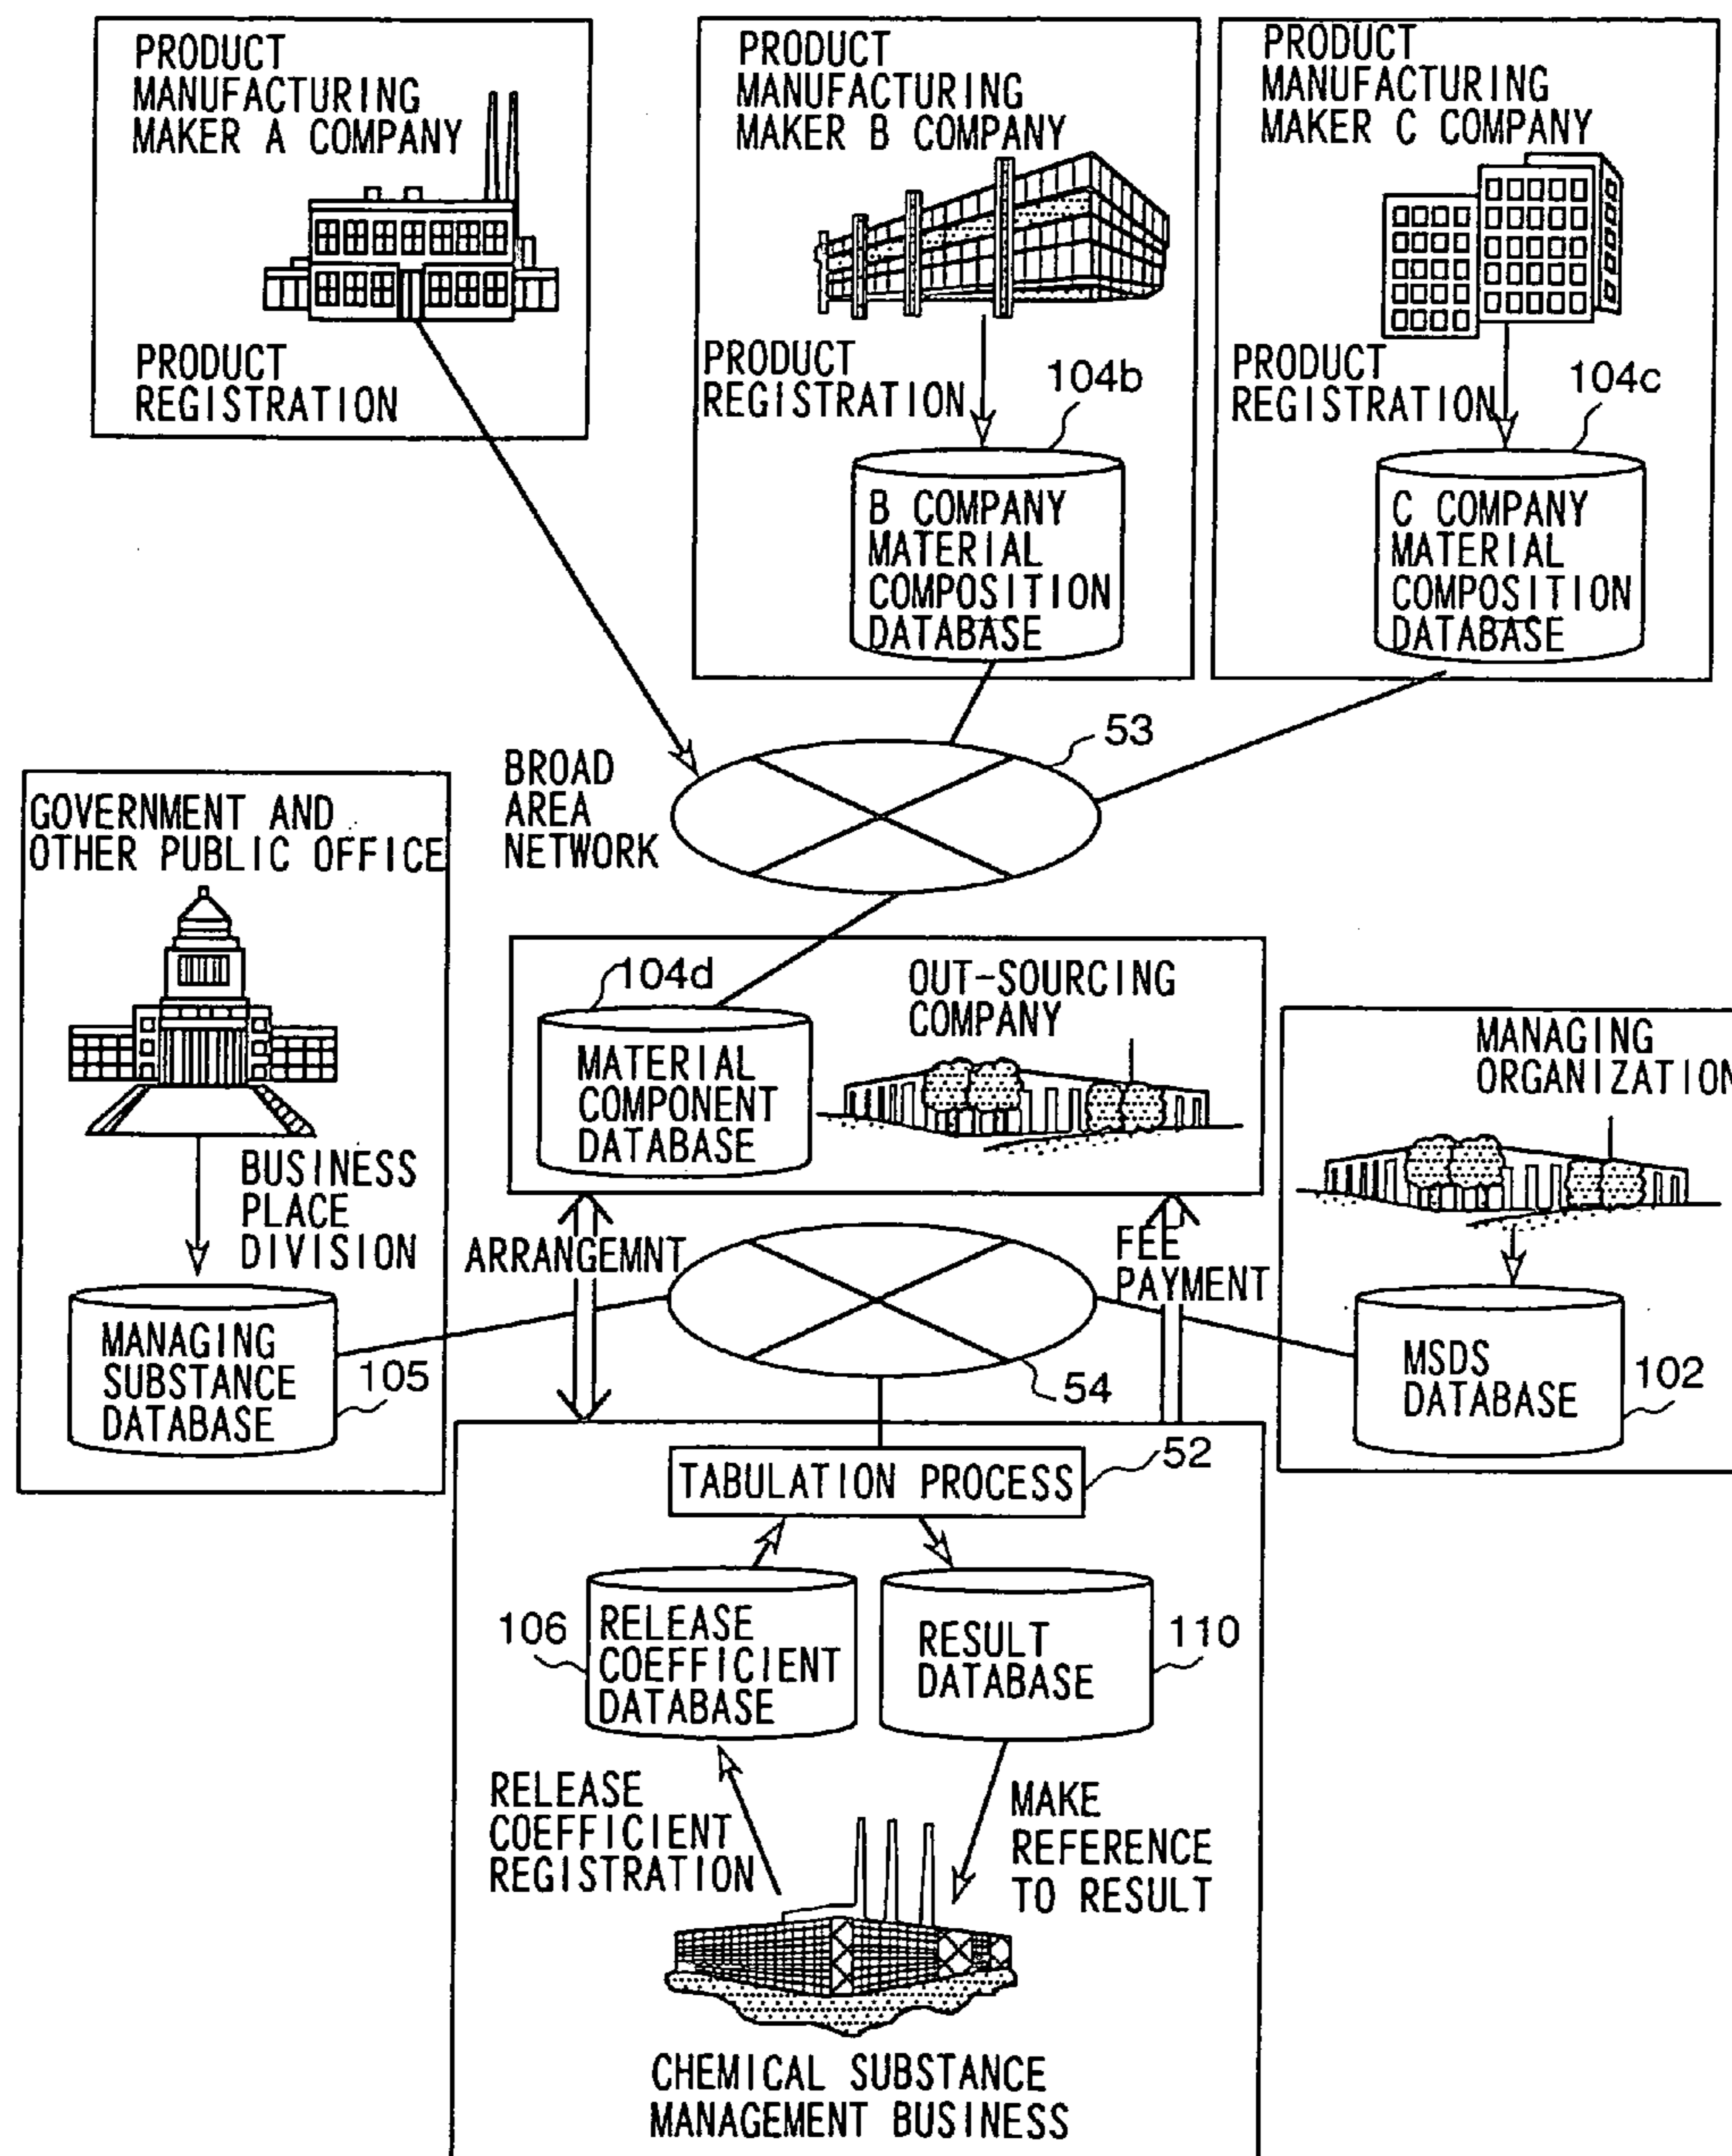 PRODUCT
MANUFACTURING
MAKER A COMPANY
PRODUCT
REGISTRATION
PRODUCT
MANUFACTURING
MAKER B COMPANY
PRODUCT
REGISTRATION
104b
B COMPANY
MATERIAL
COMPOSITION
DATABASE
PRODUCT
MANUFACTURING
MAKER C COMPANY
PRODUCT
REGISTRATION
104c
C COMPANY
MATERIAL
COMPOSITION
DATABASE
BROAD
AREA
NETWORK
53
GOVERNMENT AND
OTHER PUBLIC OFFICE
BUSINESS
PLACE
DIVISION
MANAGING
SUBSTANCE
DATABASE
105
104d
MATERIAL
COMPONENT
DATABASE
OUT-SOURCING
COMPANY
MANAGING
ORGANIZATION
MSDS
DATABASE
102
ARRANGEMNT
FEE
PAYMENT
54
52
TABULATION PROCESS
106
RELEASE
COEFFICIENT
DATABASE
RESULT
DATABASE
110
RELEASE
COEFFICIENT
REGISTRATION
MAKE
REFERENCE
TO RESULT
CHEMICAL SUBSTANCE
MANAGEMENT BUSINESS